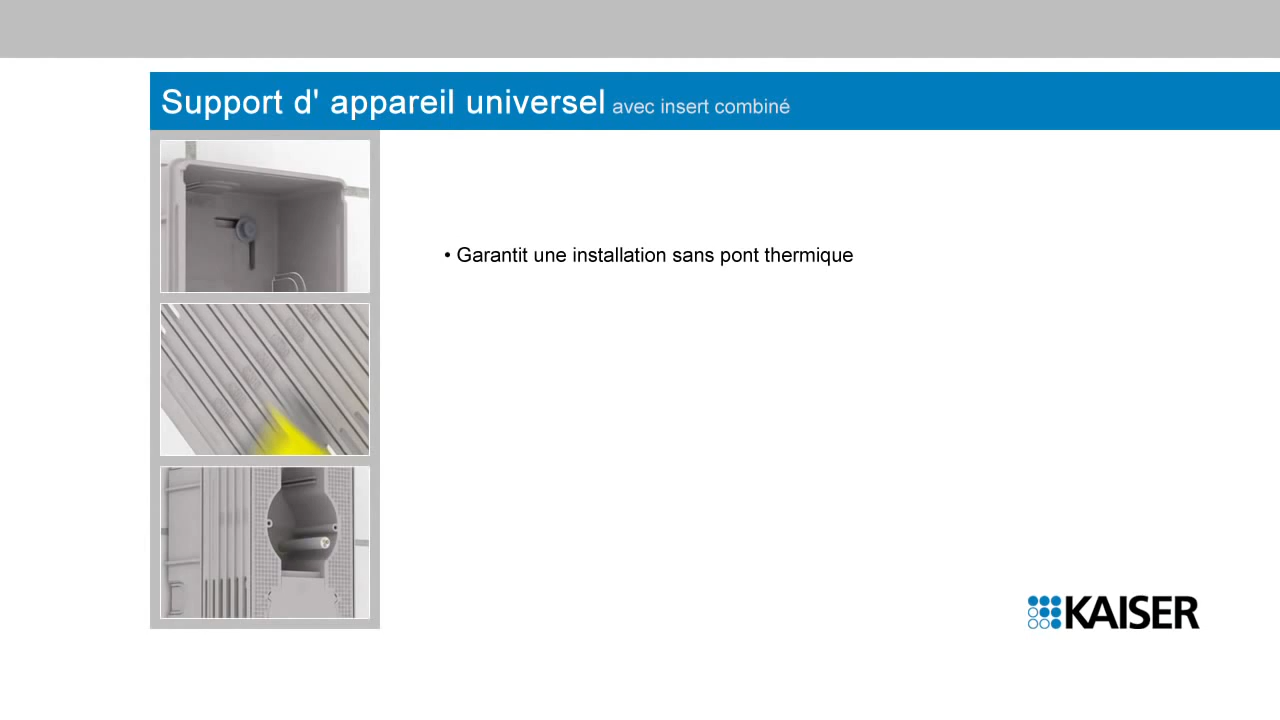 Support d' appareil universel avec insert combiné
• Garantit une installation sans pont thermique
KAISER